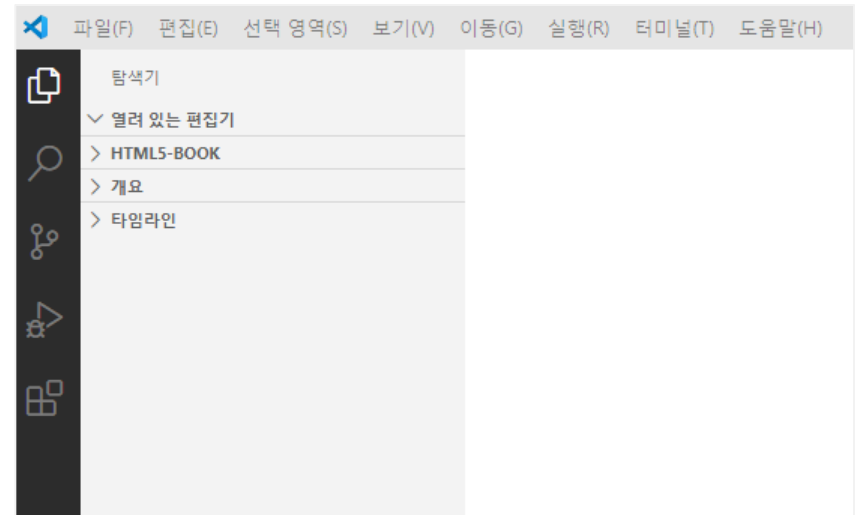 파일(F) 편집(E) 선택 영역(S) 보기(V) 이동(G) 실행(R) 터미널(T) 도움말(H)
탐색기
열려 있는 편집기
HTML5-BOOK
개요
타임라인